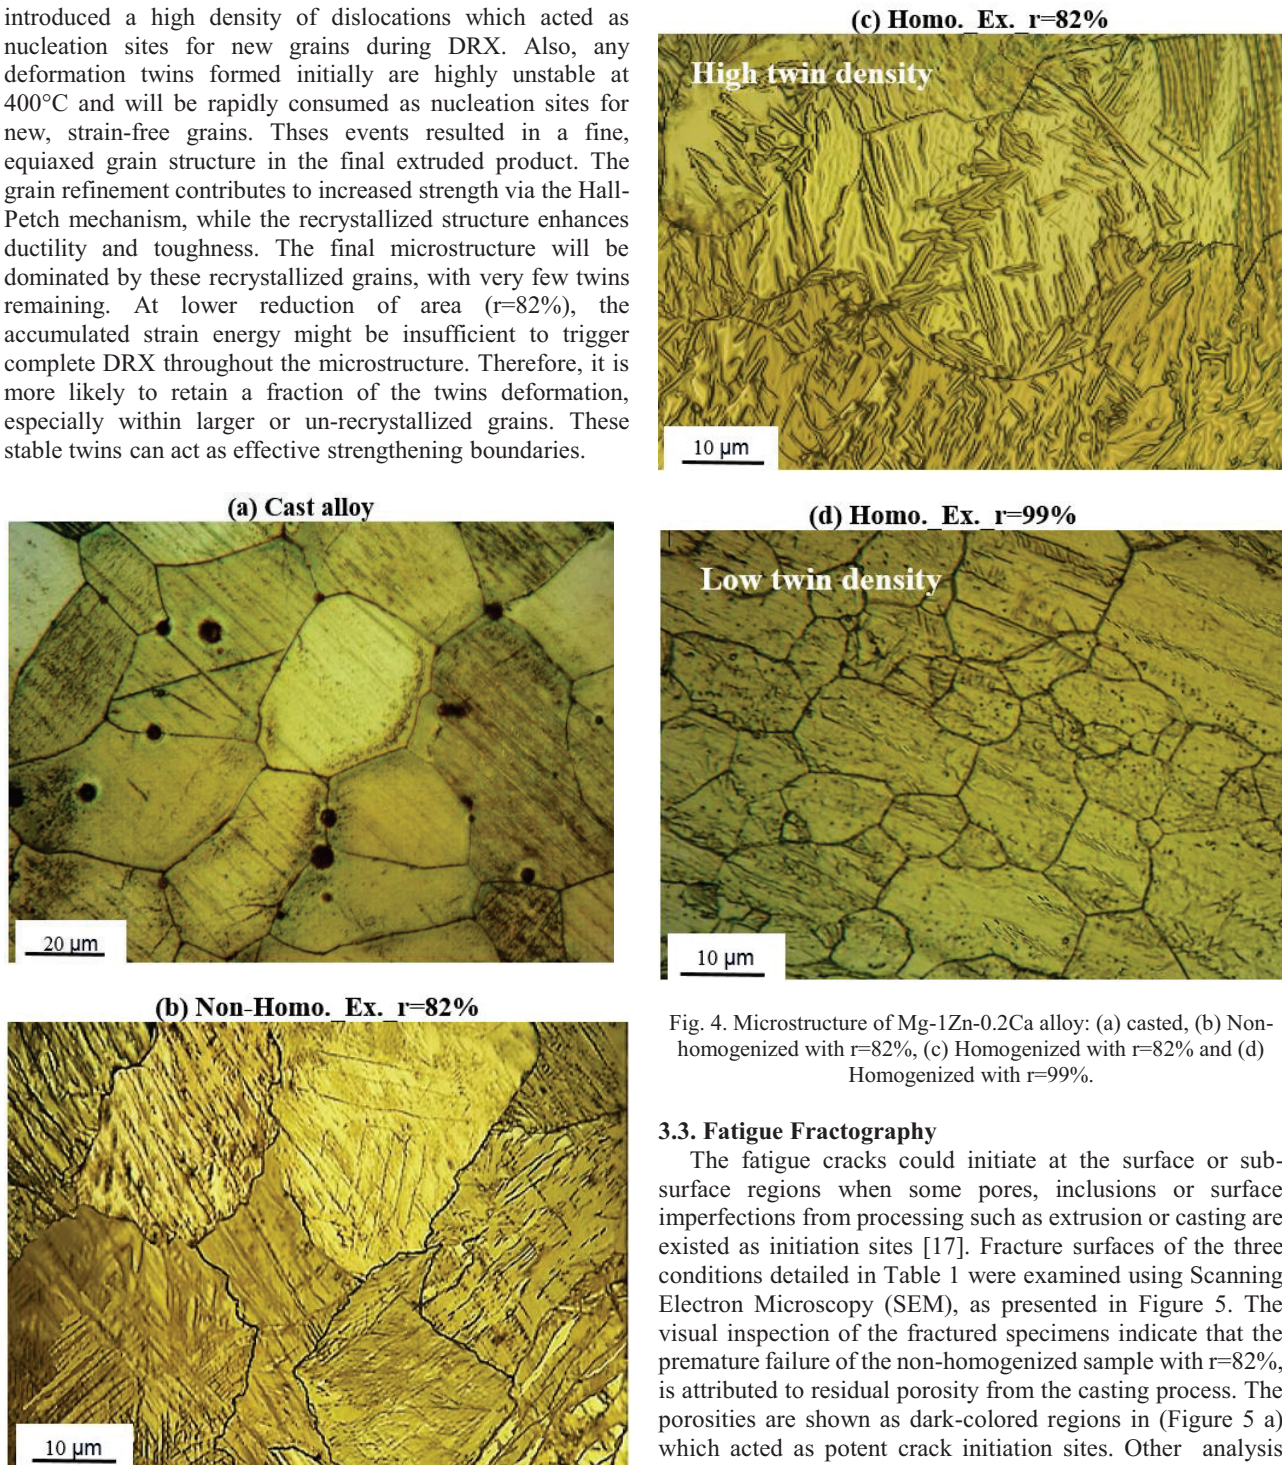 introduced a high density of dislocations which acted as
nucleation sites for new grains during DRX. Also, any
deformation twins formed initially are highly unstable at
400°C and will be rapidly consumed as nucleation sites for
new, strain-free grains. Thses events resulted in a fine,
equiaxed grain structure in the final extruded product. The
grain refinement contributes to increased strength via the Hall-
Petch mechanism, while the recrystallized structure enhances
ductility and toughness. The final microstructure will be
dominated by these recrystallized grains, with very few twins
remaining. At lower reduction of area (r=82%), the
accumulated strain energy might be insufficient to trigger
complete DRX throughout the microstructure. Therefore, it is
more likely to retain a fraction of the twins deformation,
especially within larger or un-recrystallized grains. These
stable twins can act as effective strengthening boundaries.
(a) Cast alloy
20 µm
(b) Non-Homo._Ex._r=82%
10 µm
(c) Homo._Ex._r=82%
High twin density
10 µm
(d) Homo._Ex._r=99%
Low twin density
10 µm
Fig. 4. Microstructure of Mg-1Zn-0.2Ca alloy: (a) casted, (b) Non-
homogenized with r=82%, (c) Homogenized with r=82% and (d)
Homogenized with r=99%.
3.3. Fatigue Fractography
The fatigue cracks could initiate at the surface or sub-
surface regions when some pores, inclusions or surface
imperfections from processing such as extrusion or casting are
existed as initiation sites [17]. Fracture surfaces of the three
conditions detailed in Table 1 were examined using Scanning
Electron Microscopy (SEM), as presented in Figure 5. The
visual inspection of the fractured specimens indicate that the
premature failure of the non-homogenized sample with r=82%,
is attributed to residual porosity from the casting process. The
porosities are shown as dark-colored regions in (Figure 5 a)
which acted as potent crack initiation sites. Other analysis